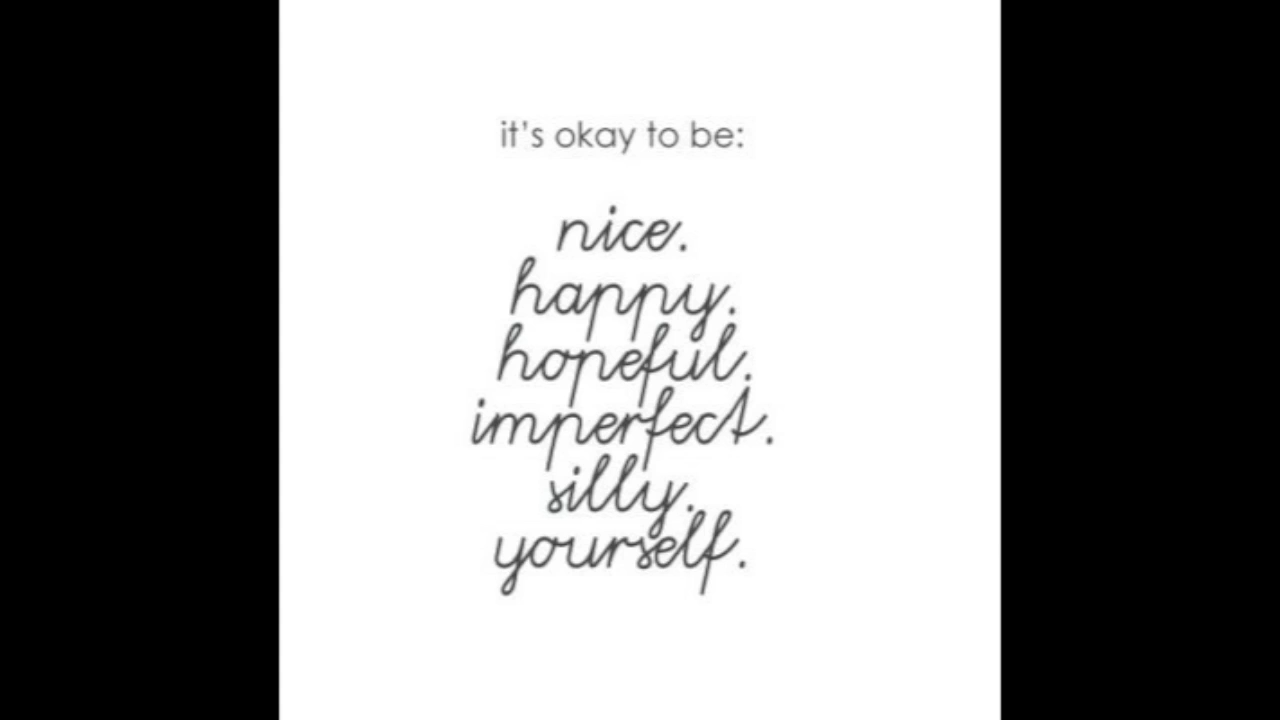 it's okay to be:
nice.
happy.
hopeful.
imperfect.
silly.
yourself.